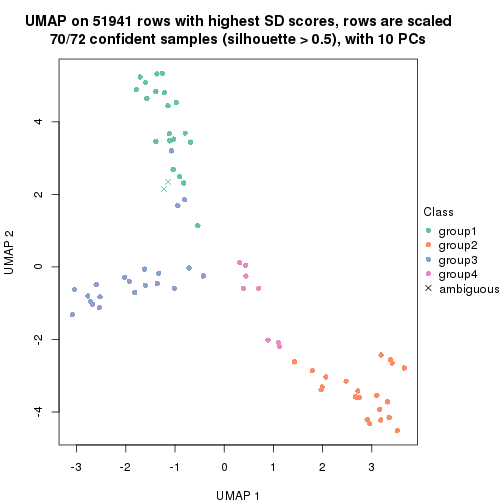 UMAP on 51941 rows with highest SD scores, rows are scaled
70/72 confident samples (silhouette > 0.5), with 10 PCs
4
2
0
-2
-4
UMAP 2
-3
-2
-1
0
1
2
3
UMAP 1
Class
group1
group2
group3
group4
ambiguous